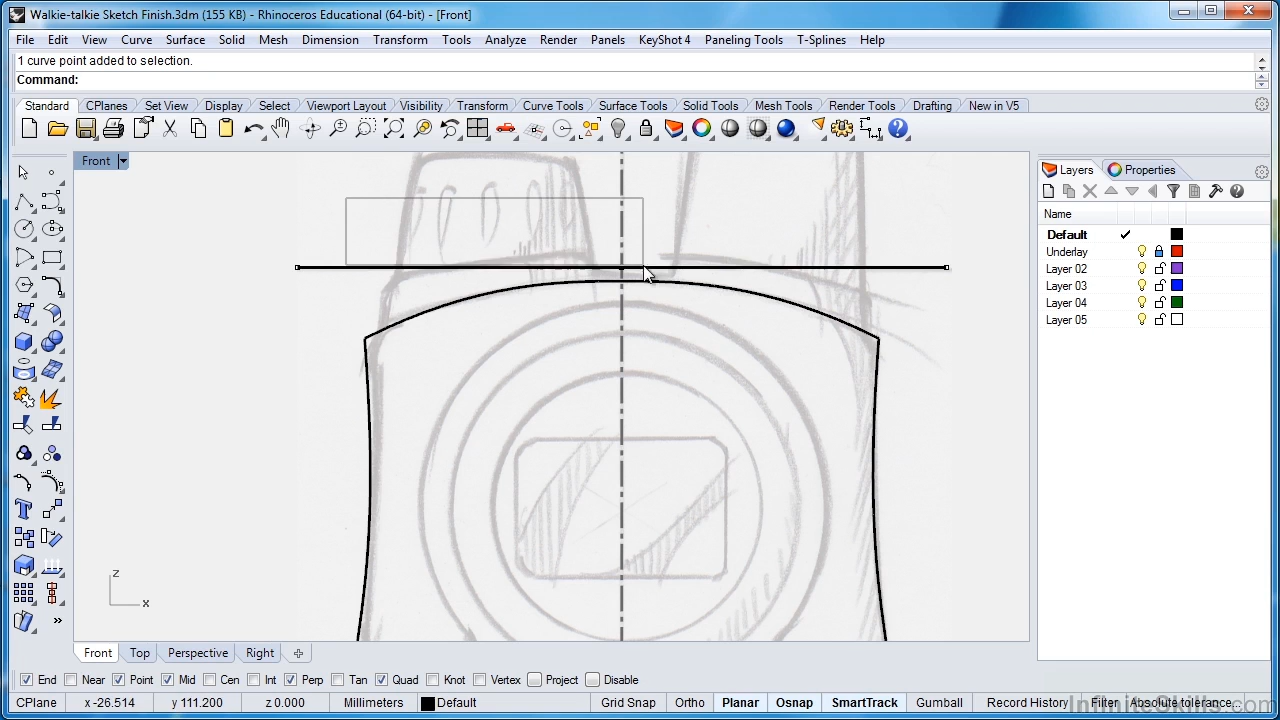 Walkie-talkie Sketch Finish.3dm (155 KB) - Rhinoceros Educational (64-bit) - [Front]
File Edit View Curve Surface Solid Mesh Dimension Transform Tools Analyze Render Panels KeyShot 4 Paneling Tools T-Splines Help
1 curve point added to selection.
Command:
Standard CPlanes Set View Display Select Viewport Layout Visibility Transform Curve Tools Surface Tools Solid Tools Mesh Tools Render Tools Drafting New in V5
Front
Layers Properties
Name
Default
Underlay
Layer 02
Layer 03
Layer 04
Layer 05
z
x
Front Top Perspective Right
End Near Point Mid Cen Int Perp Tan Quad Knot Vertex Project Disable
CPlane x -26.514 y 111.200 z 0.000 Millimeters Default Grid Snap Ortho Planar Osnap SmartTrack Gumball Record History Filter Absolute tolerance...
InfiniteSkills.com